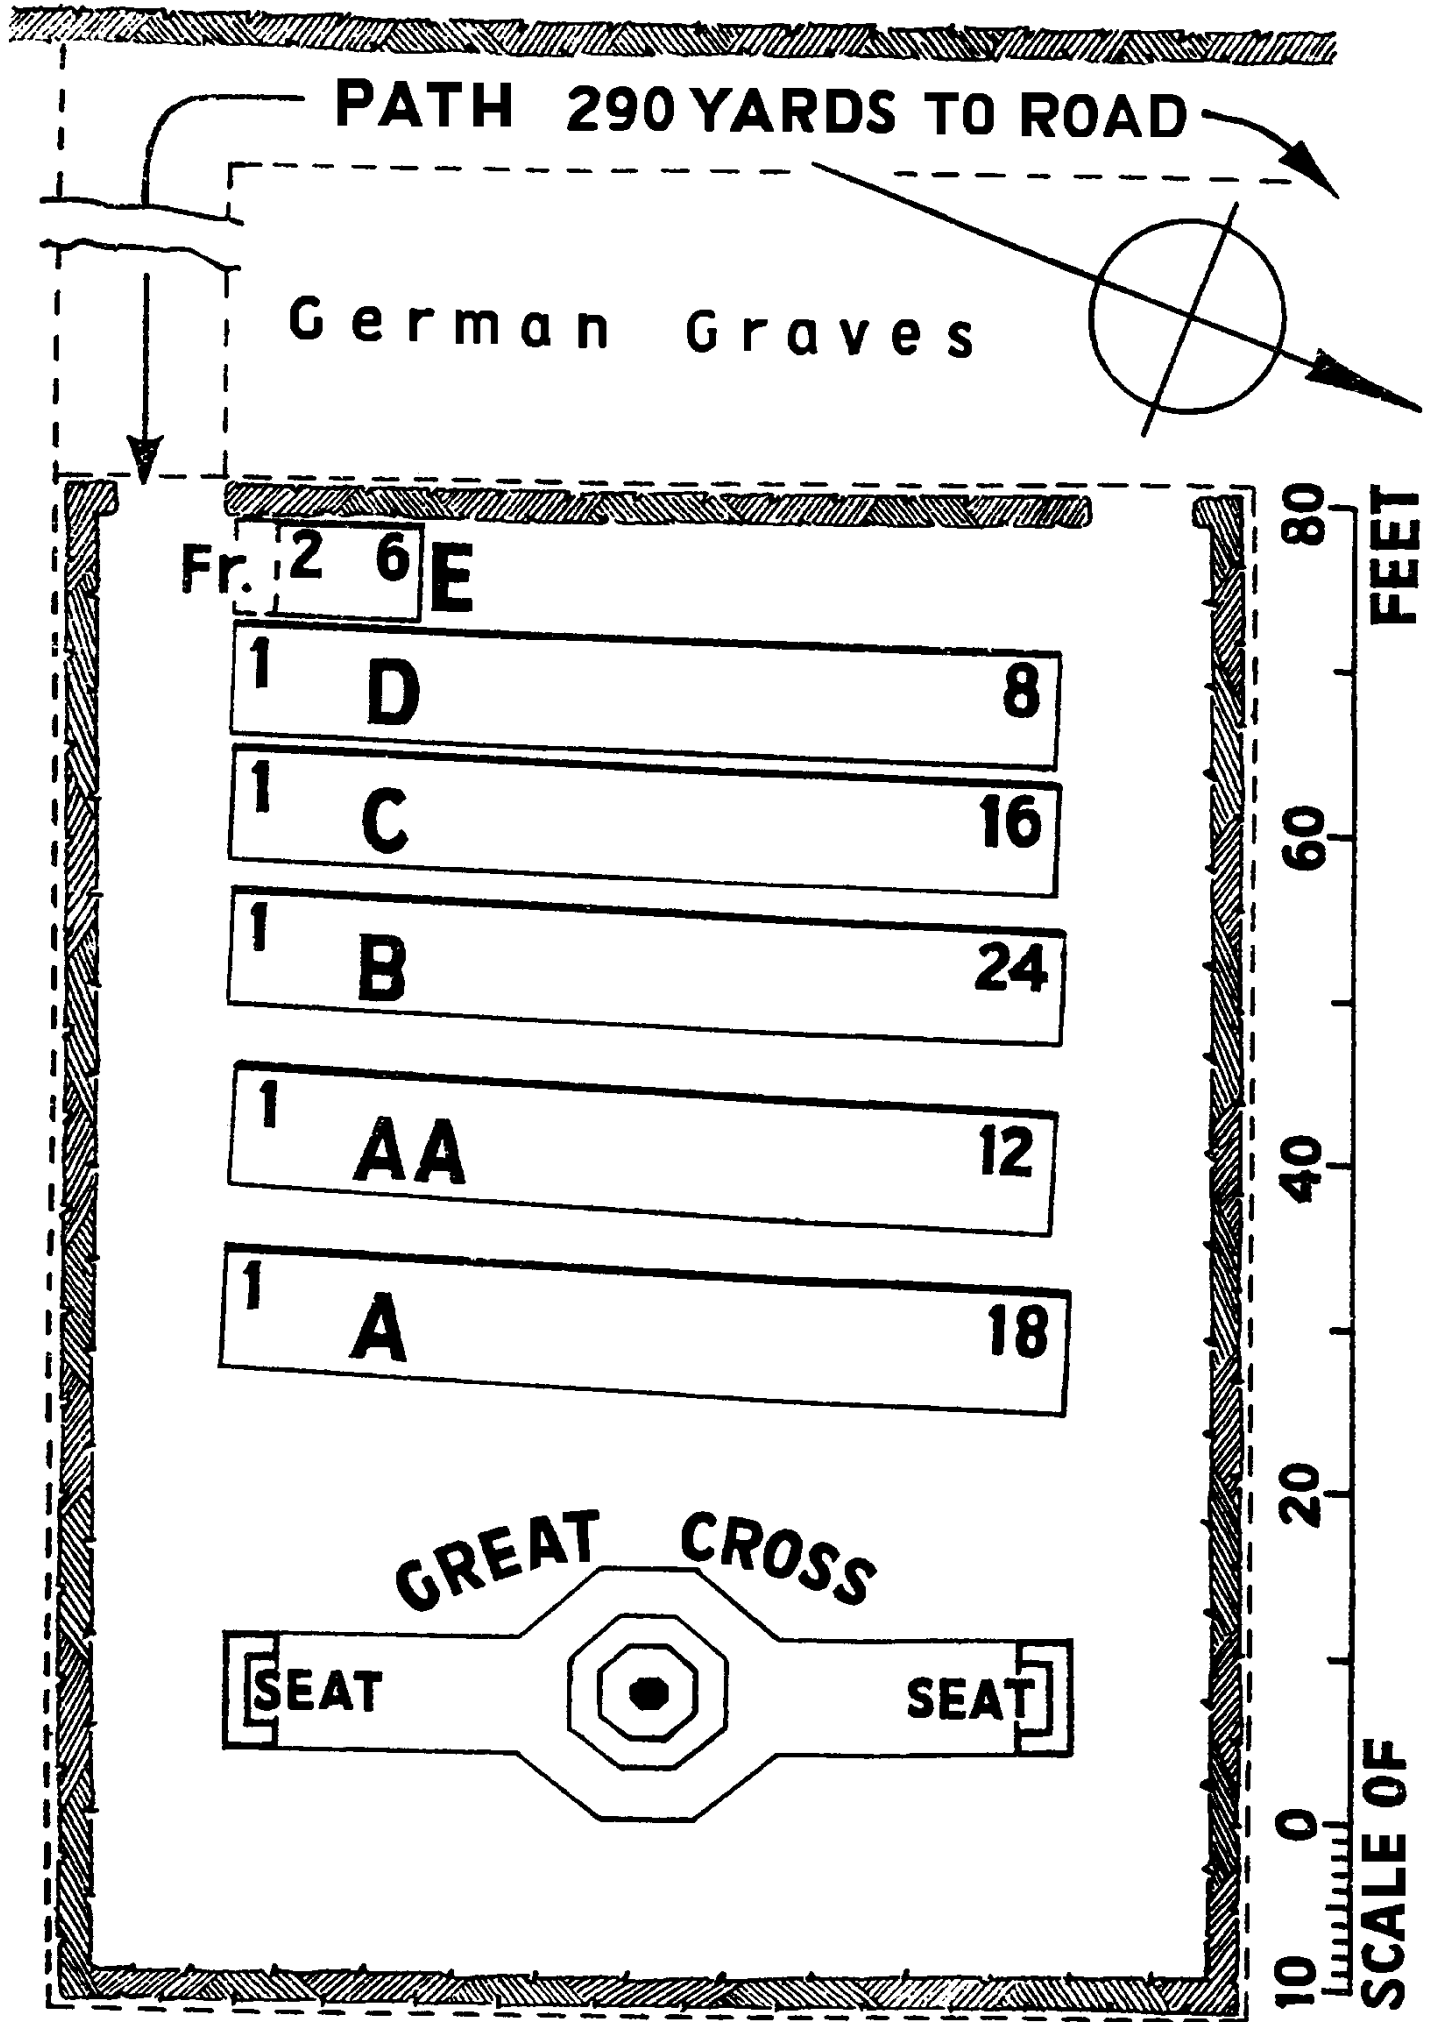 PATH 290 YARDS TO ROAD
German Graves
Fr. 2 6 E
1 D 8
1 C 16
1 B 24
1 AA 12
1 A 18
GREAT CROSS
SEAT SEAT
80
60
40
20
0
10
SCALE OF FEET